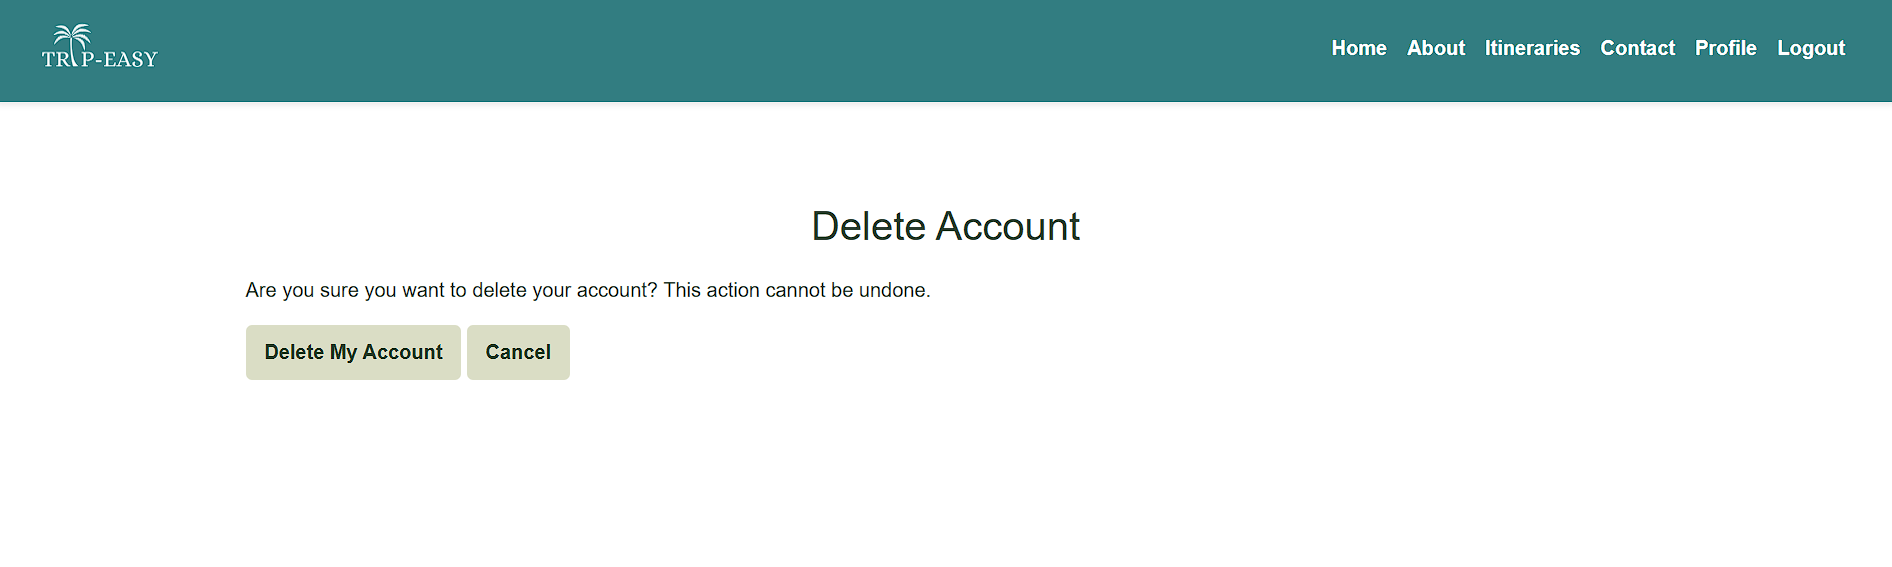 TRIP-EASY
Home About Itineraries Contact Profile Logout
Delete Account
Are you sure you want to delete your account? This action cannot be undone.
Delete My Account Cancel